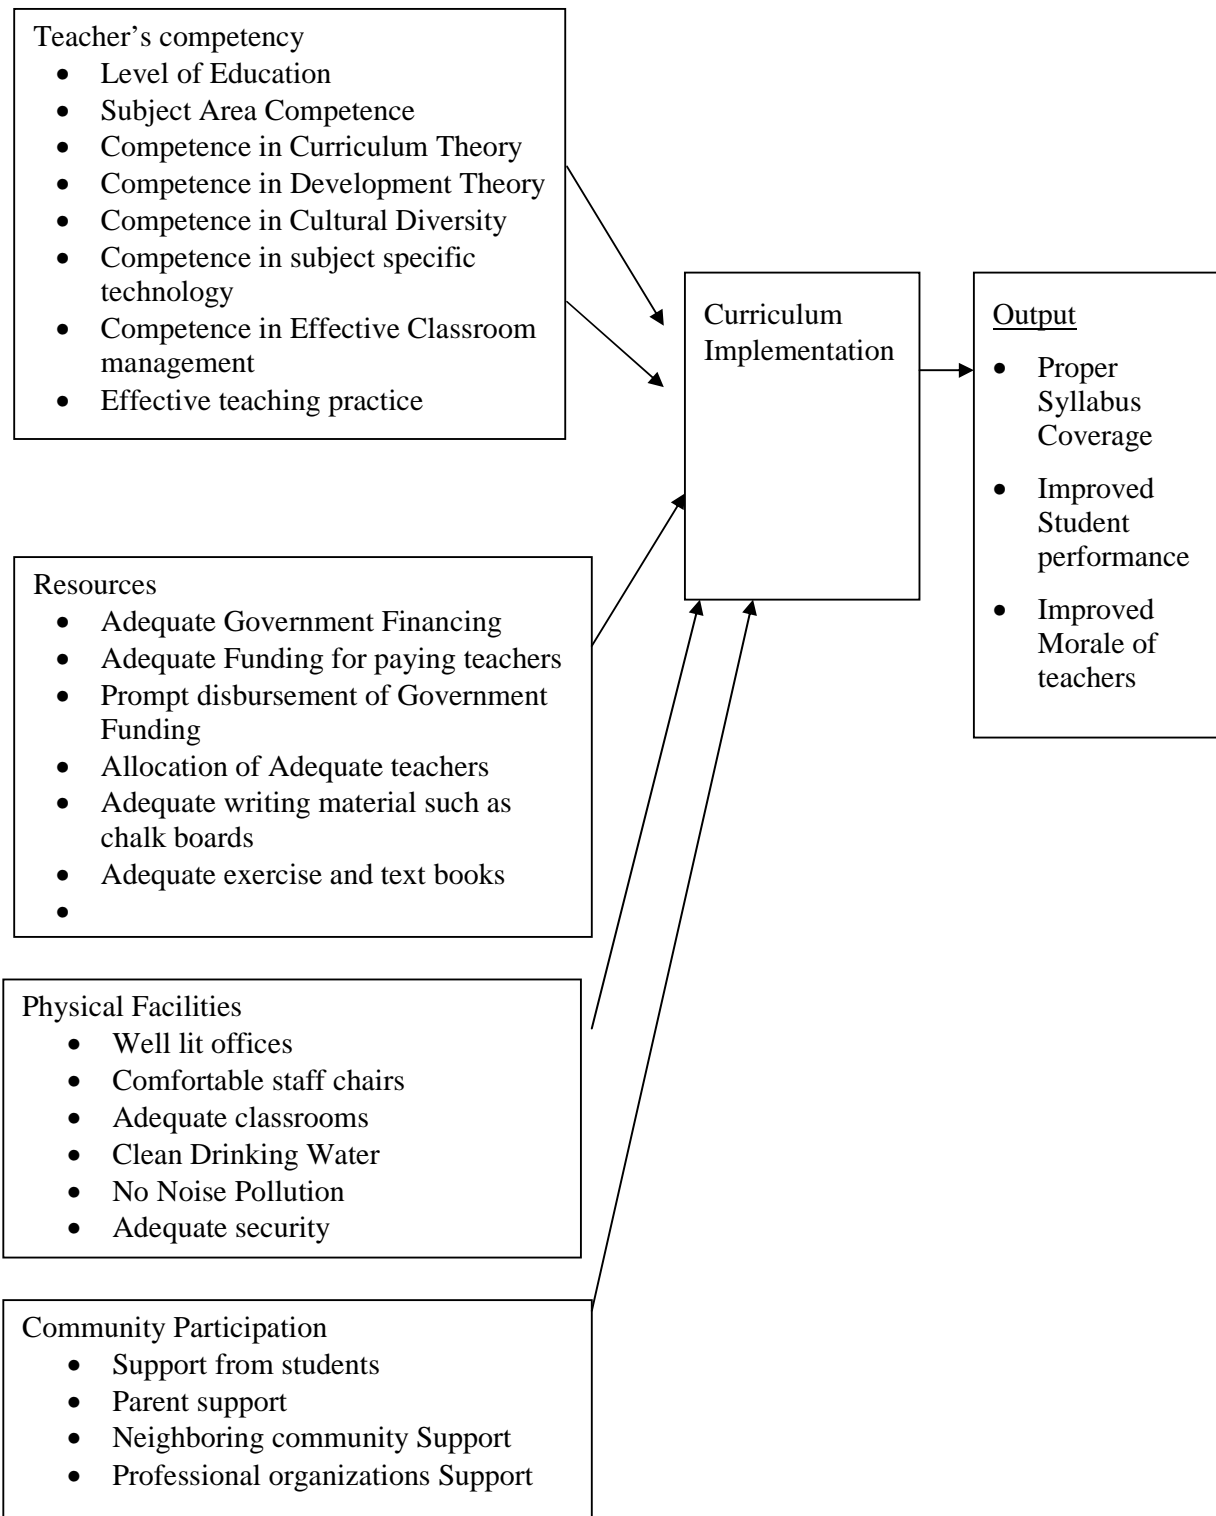 Teacher’s competency
• Level of Education
• Subject Area Competence
• Competence in Curriculum Theory
• Competence in Development Theory
• Competence in Cultural Diversity
• Competence in subject specific
technology
• Competence in Effective Classroom
management
• Effective teaching practice
Resources
• Adequate Government Financing
• Adequate Funding for paying teachers
• Prompt disbursement of Government
Funding
• Allocation of Adequate teachers
• Adequate writing material such as
chalk boards
• Adequate exercise and text books
•
Physical Facilities
• Well lit offices
• Comfortable staff chairs
• Adequate classrooms
• Clean Drinking Water
• No Noise Pollution
• Adequate security
Community Participation
• Support from students
• Parent support
• Neighboring community Support
• Professional organizations Support
Curriculum
Implementation
Output
• Proper
Syllabus
Coverage
• Improved
Student
performance
• Improved
Morale of
teachers